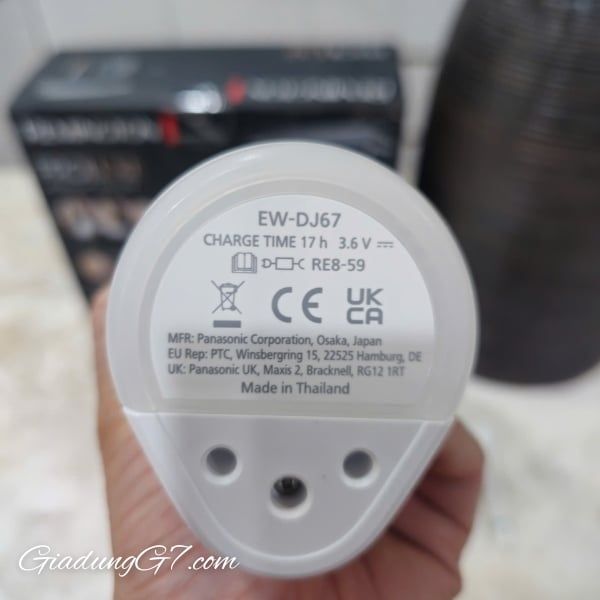 REMINGTON
EW-DJ67
CHARGE TIME 17 h 3.6 V
RE8-59
CE
UK
CA
MFR: Panasonic Corporation, Osaka, Japan
EU Rep: PTC, Winsbergring 15, 22525 Hamburg, DE
UK: Panasonic UK, Maxis 2, Bracknell, RG12 1RT
Made in Thailand
GiadungG7.com